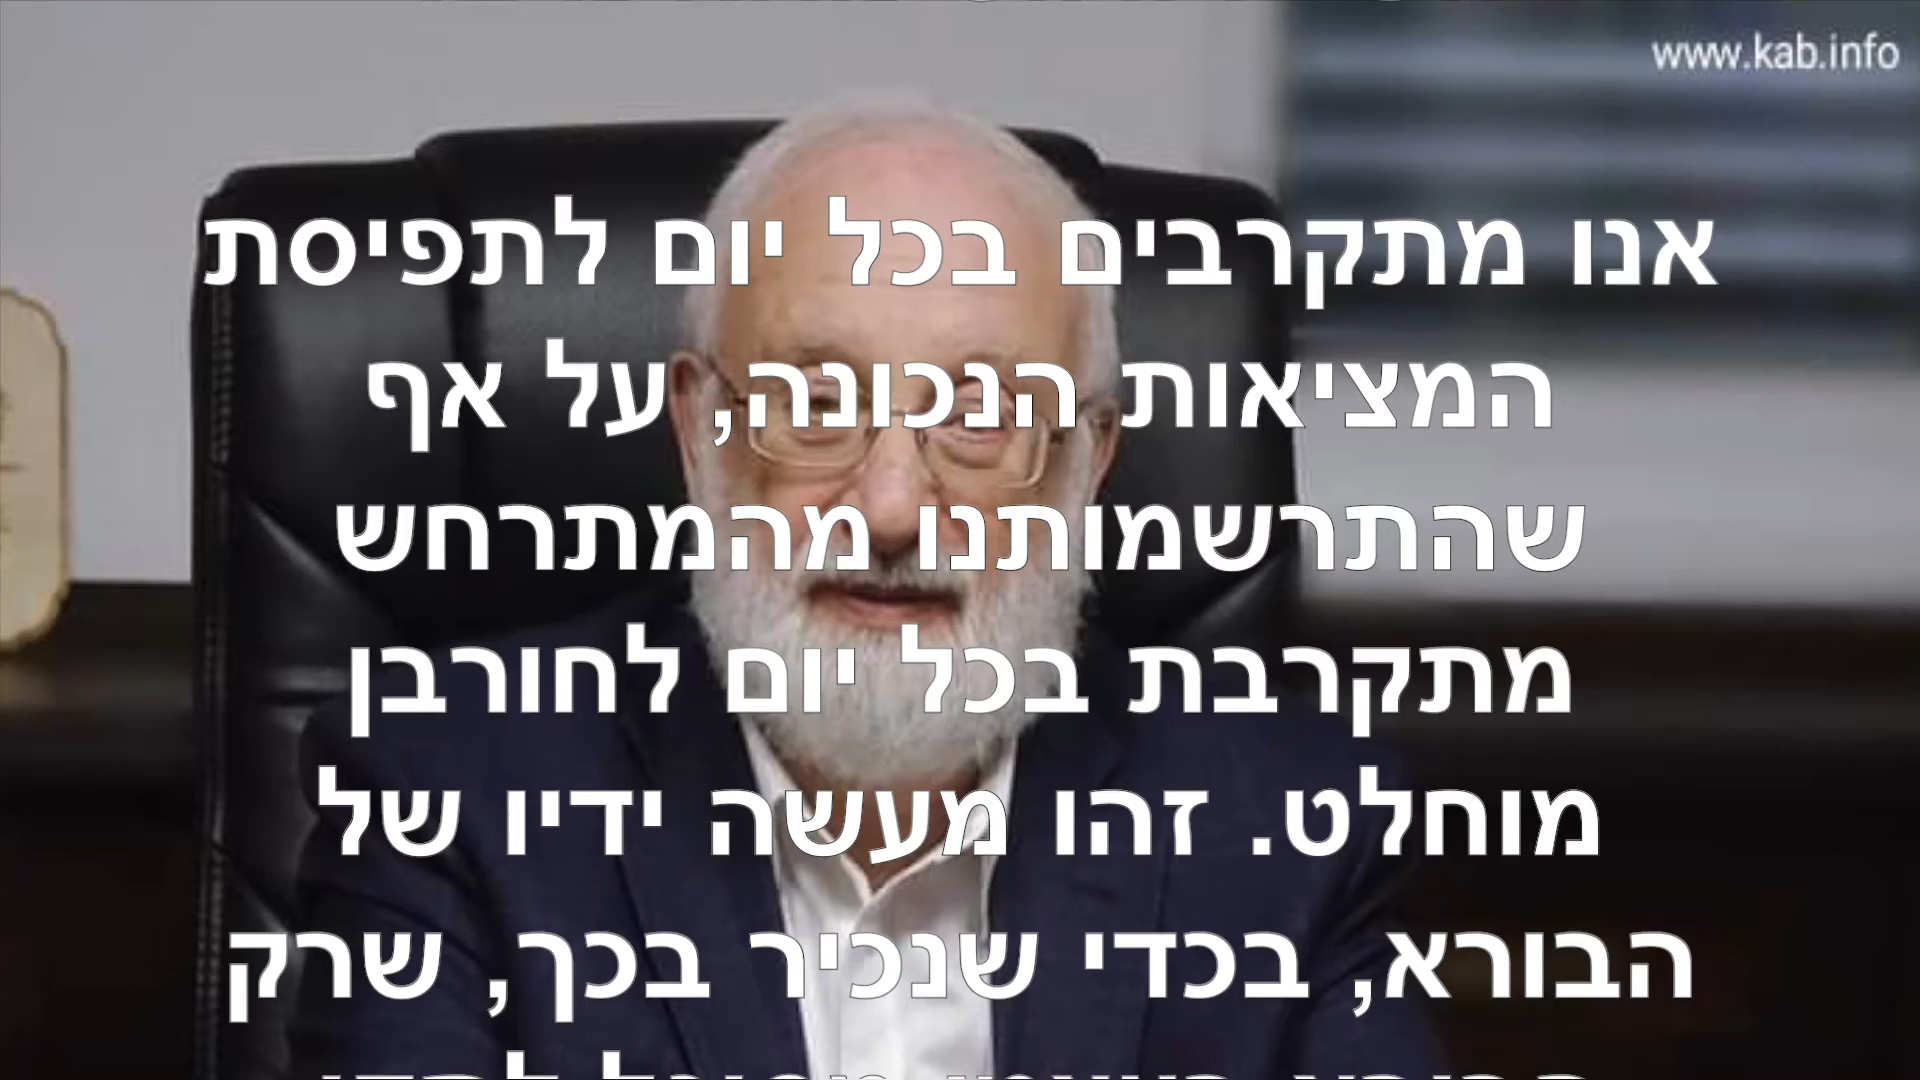 www.kab.info
אנו מתקרבים בכל יום לתפיסת
המציאות הנכונה, על אף
שהתרשמותנו מהמתרחש
מתקרבת בכל יום לחורבן
מוחלט. זהו מעשה ידיו של
הבורא, בכדי שנכיר בכך, שרק